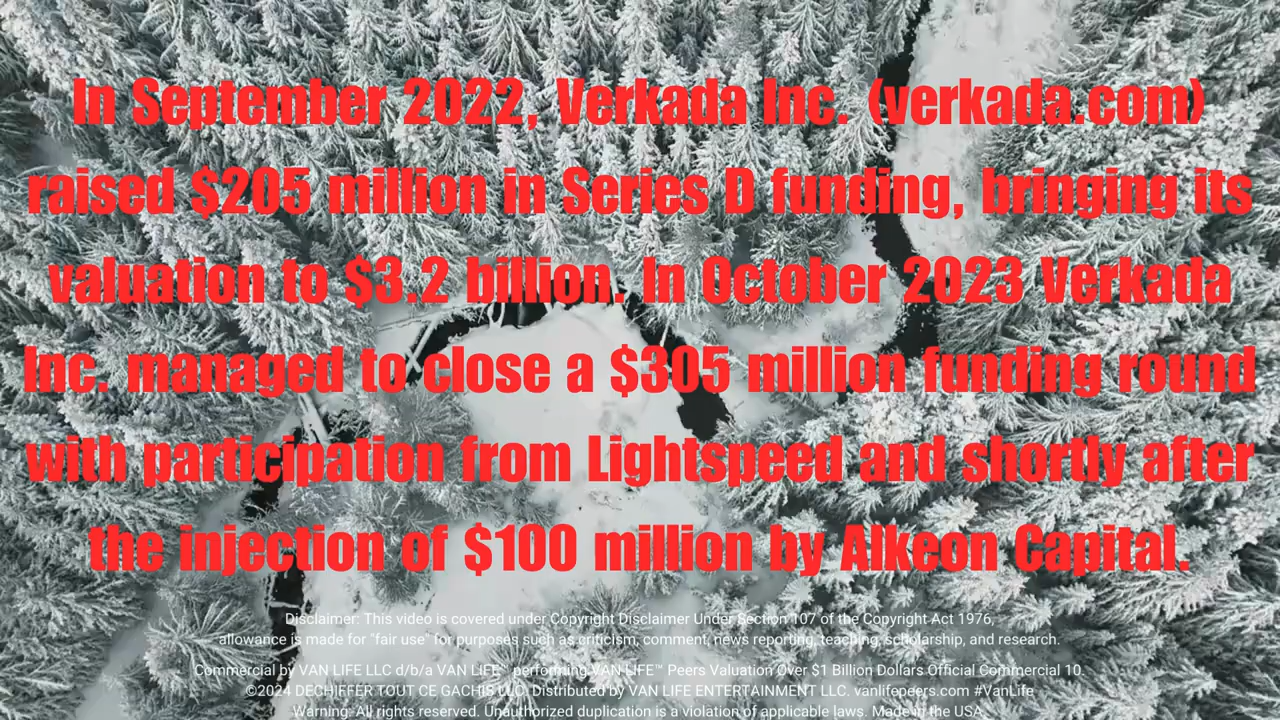 In September 2022, Verkada Inc. (verkada.com)
raised $205 million in Series D funding, bringing its
valuation to $3.2 billion. In October 2023 Verkada
Inc. managed to close a $305 million funding round
with participation from Lightspeed and shortly after
the injection of $100 million by Alkeon Capital.
Disclaimer: This video is covered under Copyright Disclaimer Under Section 107 of the Copyright Act 1976,
allowance is made for "fair use" for purposes such as criticism, comment, news reporting, teaching, scholarship, and research.
Commercial by VAN LIFE LLC d/b/a VAN LIFE™ performing VAN LIFE™ Peers Valuation Over $1 Billion Dollars Official Commercial 10.
©2024 DECHIFFER TOUT CE GACHIS LLC. Distributed by VAN LIFE ENTERTAINMENT LLC. vanlifepeers.com #VanLife
Warning: All rights reserved. Unauthorized duplication is a violation of applicable laws. Made in the USA.